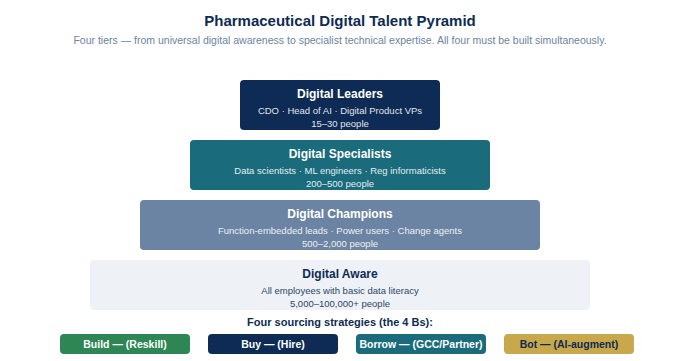 Pharmaceutical Digital Talent Pyramid
Four tiers — from universal digital awareness to specialist technical expertise. All four must be built simultaneously.
Digital Leaders
CDO · Head of AI · Digital Product VPs
15–30 people
Digital Specialists
Data scientists · ML engineers · Reg informaticists
200–500 people
Digital Champions
Function-embedded leads · Power users · Change agents
500–2,000 people
Digital Aware
All employees with basic data literacy
5,000–100,000+ people
Four sourcing strategies (the 4 Bs):
Build — (Reskill)
Buy — (Hire)
Borrow — (GCC/Partner)
Bot — (AI-augment)